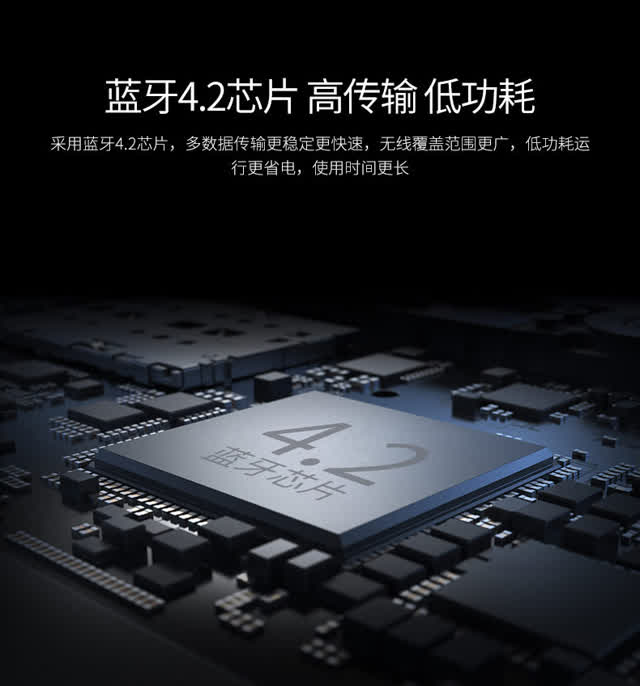 蓝牙4.2芯片 高传输 低功耗
采用蓝牙4.2芯片，多数据传输更稳定更快速，无线覆盖范围更广，低功耗运
行更省电，使用时间更长
4.2
蓝牙芯片